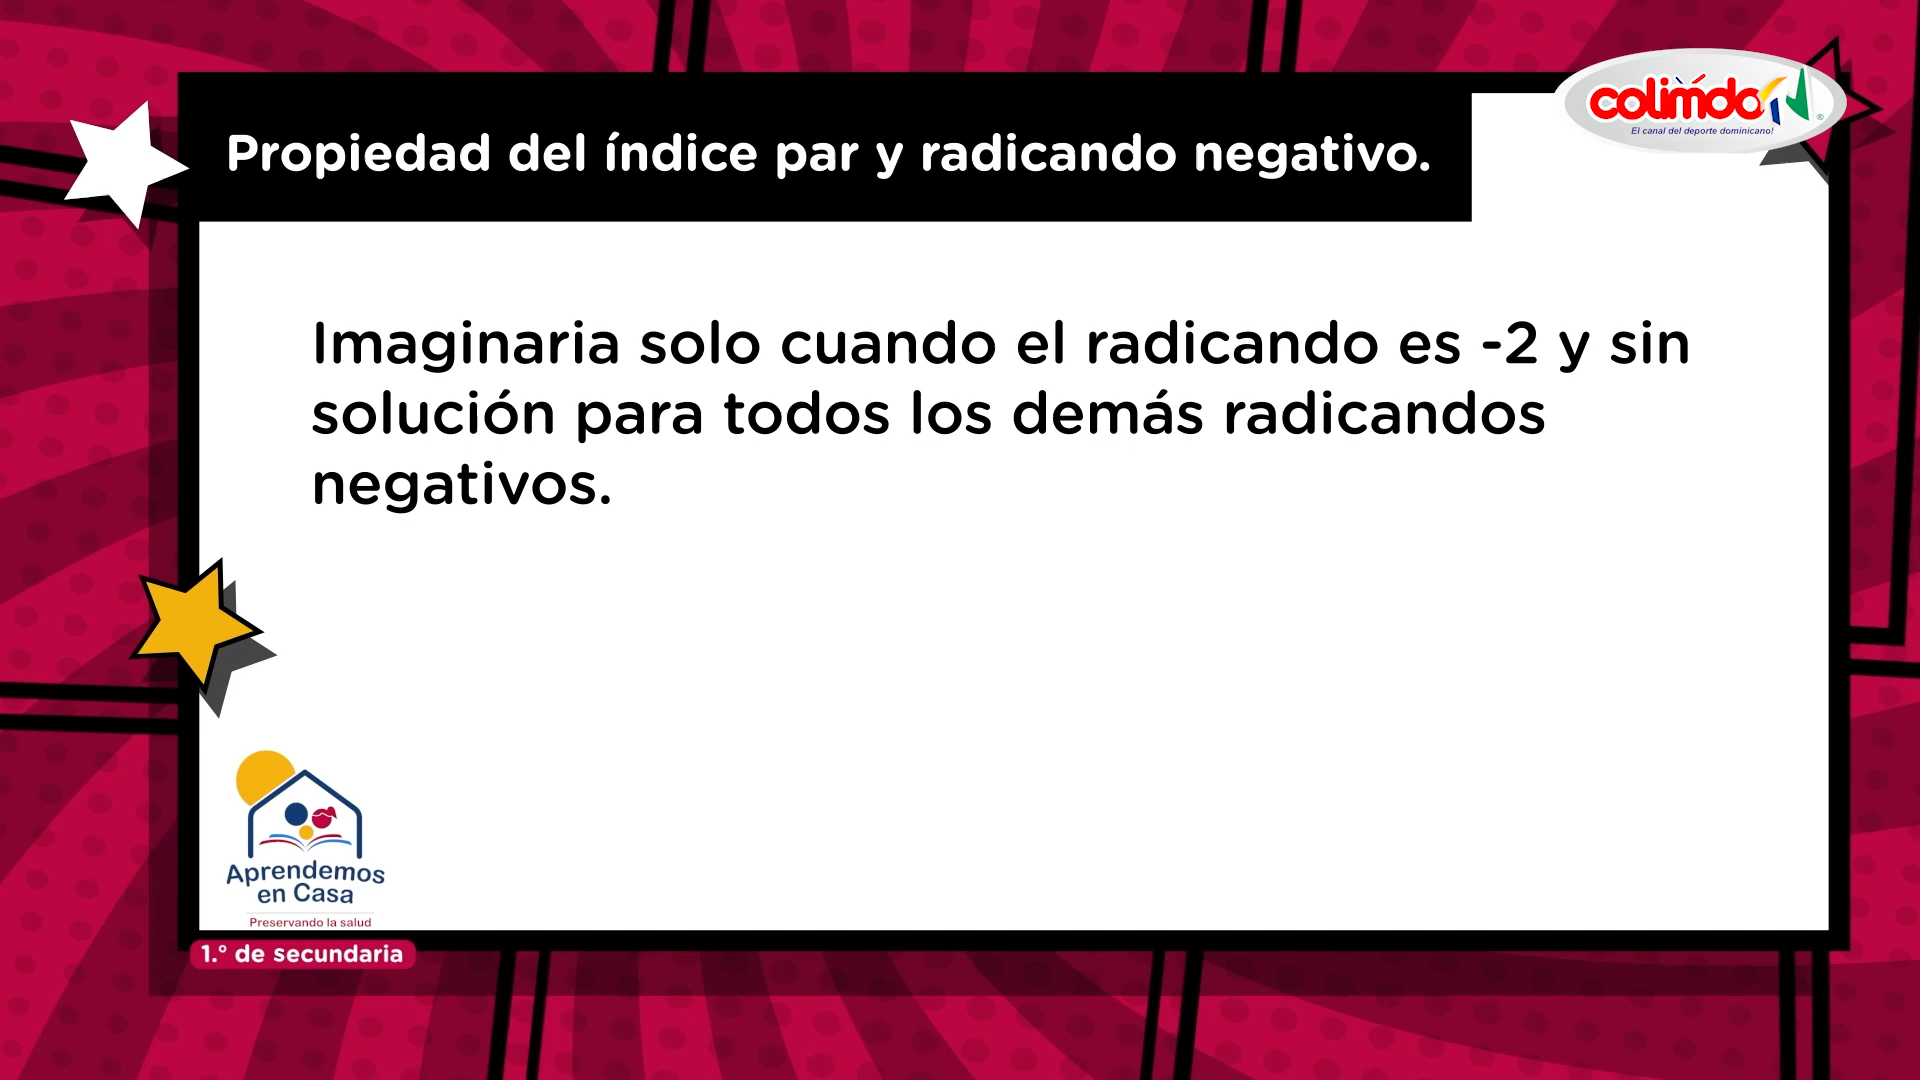 colimdo
El canal del deporte dominicano!
Propiedad del índice par y radicando negativo.
Imaginaria solo cuando el radicando es -2 y sin
solución para todos los demás radicandos
negativos.
Aprendemos
en Casa
Preservando la salud
1.° de secundaria